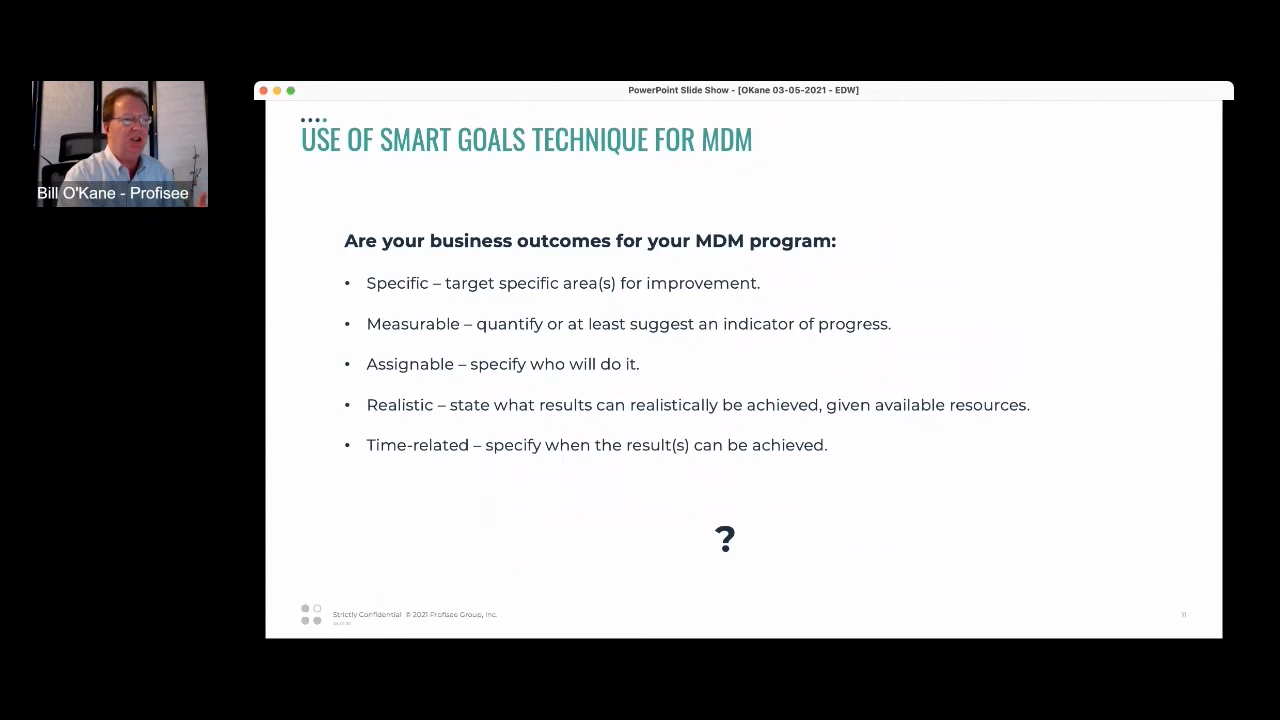 PowerPoint Slide Show - [OKane 03-05-2021 - EDW]
USE OF SMART GOALS TECHNIQUE FOR MDM
Bill O'Kane - Profisee
Are your business outcomes for your MDM program:
• Specific – target specific area(s) for improvement.
• Measurable – quantify or at least suggest an indicator of progress.
• Assignable – specify who will do it.
• Realistic – state what results can realistically be achieved, given available resources.
• Time-related – specify when the result(s) can be achieved.
?
Strictly Confidential © 2021 Profisee Group, Inc.
11